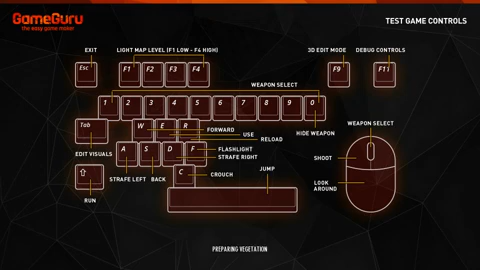 GameGuru
the easy game maker
TEST GAME CONTROLS
EXIT
LIGHT MAP LEVEL (F1 LOW - F4 HIGH)
3D EDIT MODE
DEBUG CONTROLS
Esc
F1 F2 F3 F4
F9
F11
WEAPON SELECT
1 2 3 4 5 6 7 8 9 0
Tab
W E R
FORWARD
USE
RELOAD
HIDE WEAPON
WEAPON SELECT
EDIT VISUALS
A S D F
FLASHLIGHT
STRAFE RIGHT
SHOOT
STRAFE LEFT
BACK
C
CROUCH
JUMP
LOOK
AROUND
⇧
RUN
PREPARING VEGETATION